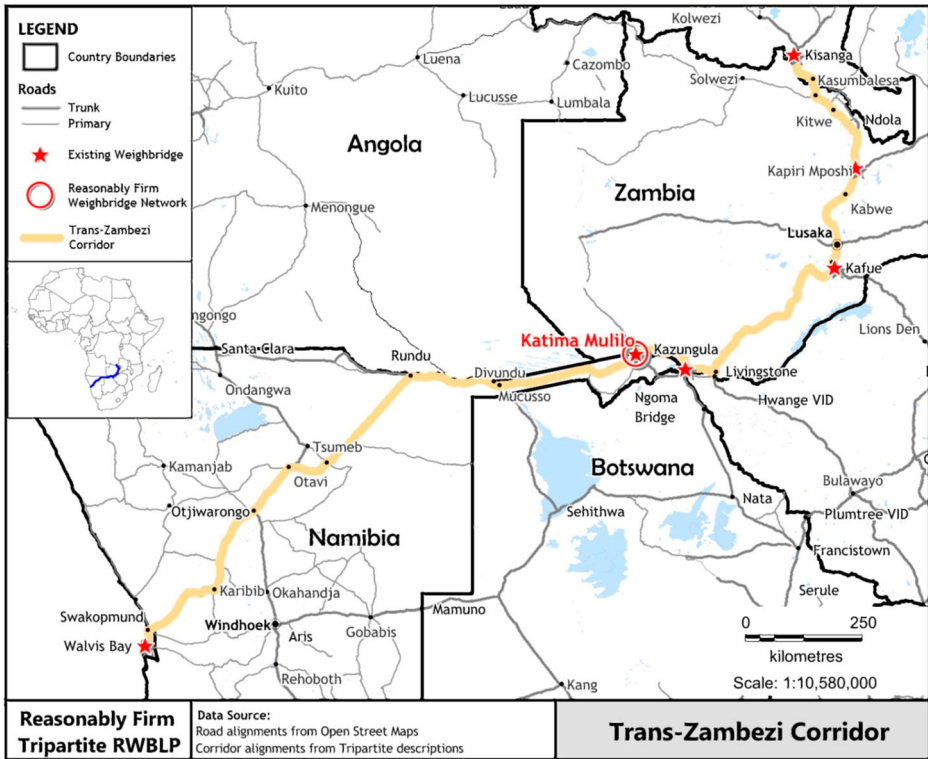 LEGEND
Country Boundaries
Roads
Trunk
Primary
Existing Weighbridge
Reasonably Firm
Weighbridge Network
Trans-Zambezi
Corridor
Kolwezi
Kisanga
Luena
Cazombo
Solwezi
Kasumbalesa
Kuito
Lucusse
Lumbala
Kitwe
Ndola
Angola
Kapiri Mposhi
Zambia
Menongue
Kabwe
Lusaka
Kafue
Lions Den
Santa Clara
Rundu
Katima Mulilo
Kazungula
Divundu
Livingstone
Ondangwa
Mucusso
Ngoma
Bridge
Hwange VID
Tsumeb
Kamanjab
Otavi
Botswana
Bulawayo
Otjiwarongo
Nata
Sehithwa
Plumtree VID
Namibia
Francistown
Karibib
Okahandja
Serule
Mamuno
Swakopmund
Windhoek
Aris
Gobabis
Walvis Bay
Rehoboth
Kang
0 250
kilometres
Scale: 1:10,580,000
Reasonably Firm
Tripartite RWBLP
Data Source:
Road alignments from Open Street Maps
Corridor alignments from Tripartite descriptions
Trans-Zambezi Corridor